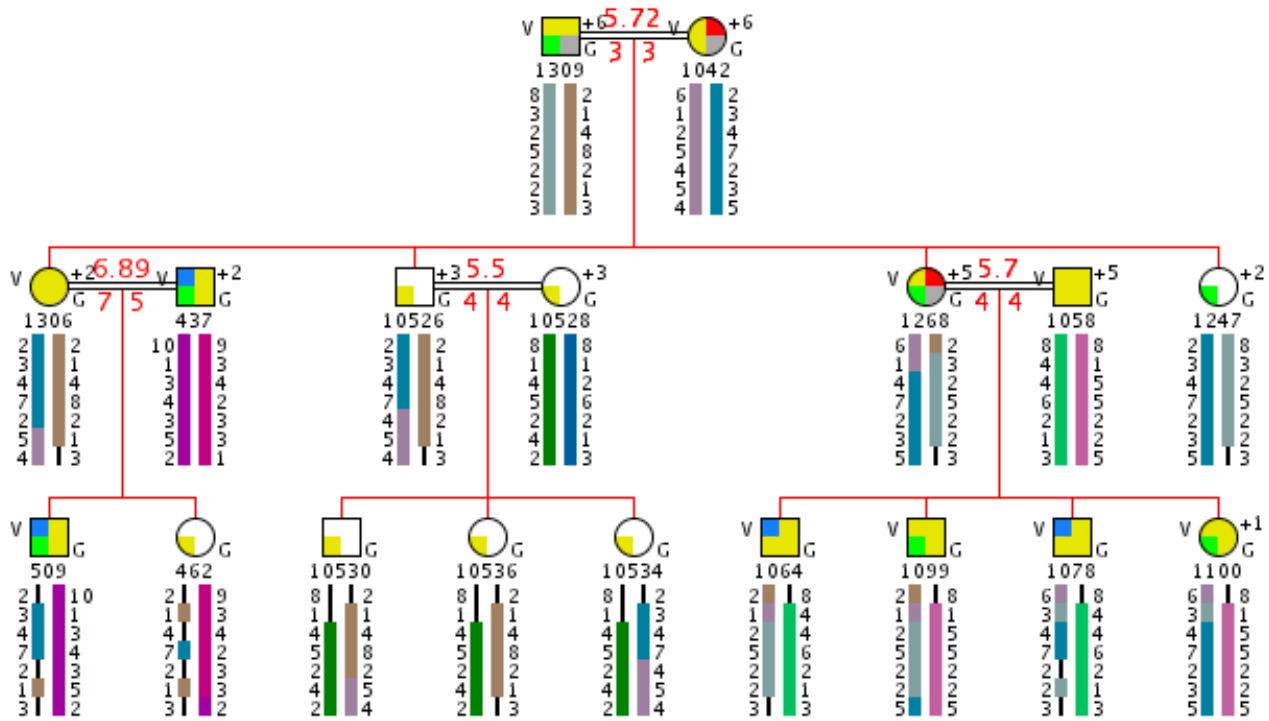 V +6 5.72 V +6
G 3 3 G
1309 1042
8 2 6 2
3 1 1 3
2 4 2 4
5 8 5 7
2 2 4 2
2 1 5 3
3 3 4 5
V +2 6.89 V +2 +3 5.5 +3 V +5 5.7 V +5 +2
G 7 5 G G 4 4 G G 4 4 G G
1306 437 10526 10528 1268 1058 1247
2 2 10 9 2 2 8 8 6 2 8 8 2 8
3 1 1 3 3 1 1 1 1 3 4 1 3 3
4 4 3 4 4 4 4 2 4 2 4 5 4 2
7 8 4 2 7 8 5 6 7 5 6 5 7 5
2 2 3 3 4 2 2 2 2 2 2 2 2 2
5 1 5 3 5 1 4 1 3 2 1 2 3 2
4 3 2 1 4 3 2 3 5 3 3 5 5 3
V V V V V +1
G G G G G G G G G
509 462 10530 10536 10534 1064 1099 1078 1100
2 10 2 9 8 2 8 2 8 2 2 8 2 8 6 8 6 8
3 1 1 3 1 1 1 1 1 3 1 4 1 1 3 4 3 1
4 3 4 4 4 4 4 4 4 4 2 4 2 5 4 4 4 5
7 4 7 2 5 8 5 8 5 7 5 6 5 5 7 6 7 5
2 3 2 3 2 2 2 2 2 4 2 2 2 2 2 2 2 2
1 5 1 3 4 5 4 1 4 5 2 1 2 2 2 1 3 2
3 2 3 2 2 4 2 3 2 4 3 3 5 5 3 3 5 5